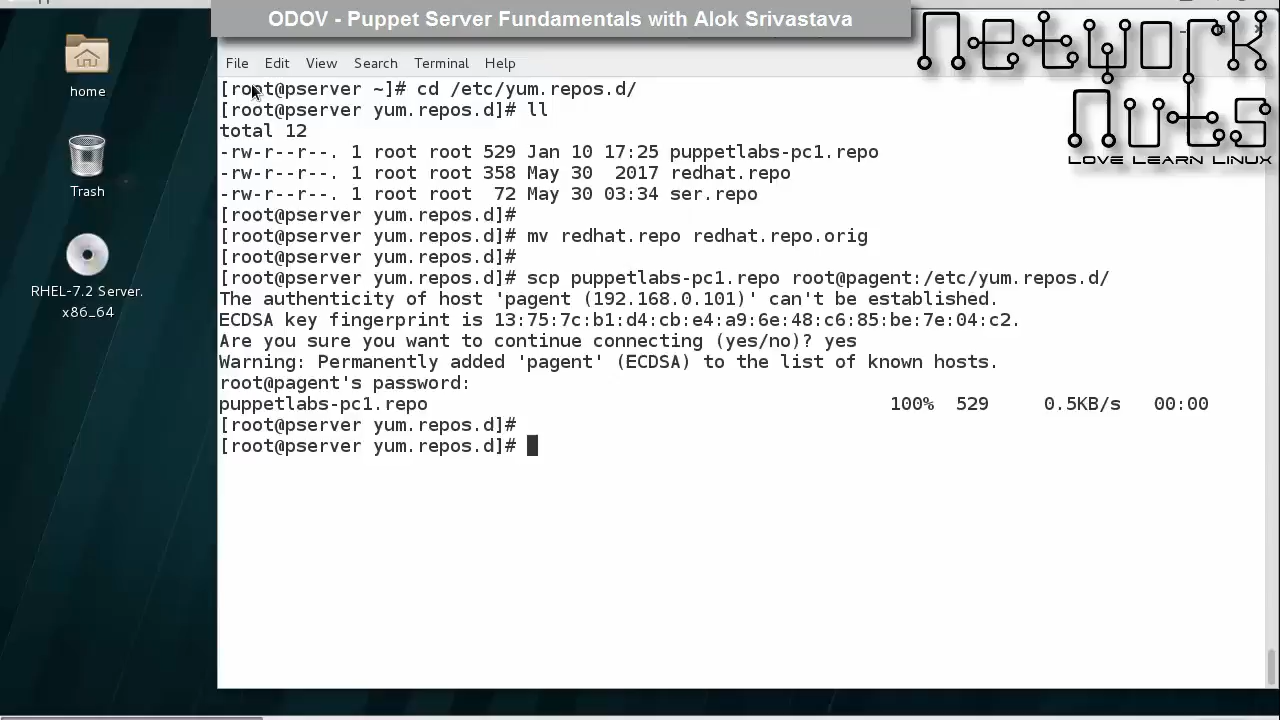 ODOV - Puppet Server Fundamentals with Alok Srivastava
Network
Nuts
LOVE LEARN LINUX
home
Trash
RHEL-7.2 Server.
x86_64
File Edit View Search Terminal Help
[root@pserver ~]# cd /etc/yum.repos.d/
[root@pserver yum.repos.d]# ll
total 12
-rw-r--r--. 1 root root 529 Jan 10 17:25 puppetlabs-pc1.repo
-rw-r--r--. 1 root root 358 May 30  2017 redhat.repo
-rw-r--r--. 1 root root  72 May 30 03:34 ser.repo
[root@pserver yum.repos.d]#
[root@pserver yum.repos.d]# mv redhat.repo redhat.repo.orig
[root@pserver yum.repos.d]#
[root@pserver yum.repos.d]# scp puppetlabs-pc1.repo root@pagent:/etc/yum.repos.d/
The authenticity of host 'pagent (192.168.0.101)' can't be established.
ECDSA key fingerprint is 13:75:7c:b1:d4:cb:e4:a9:6e:48:c6:85:be:7e:04:c2.
Are you sure you want to continue connecting (yes/no)? yes
Warning: Permanently added 'pagent' (ECDSA) to the list of known hosts.
root@pagent's password:
puppetlabs-pc1.repo 100% 529 0.5KB/s 00:00
[root@pserver yum.repos.d]#
[root@pserver yum.repos.d]#